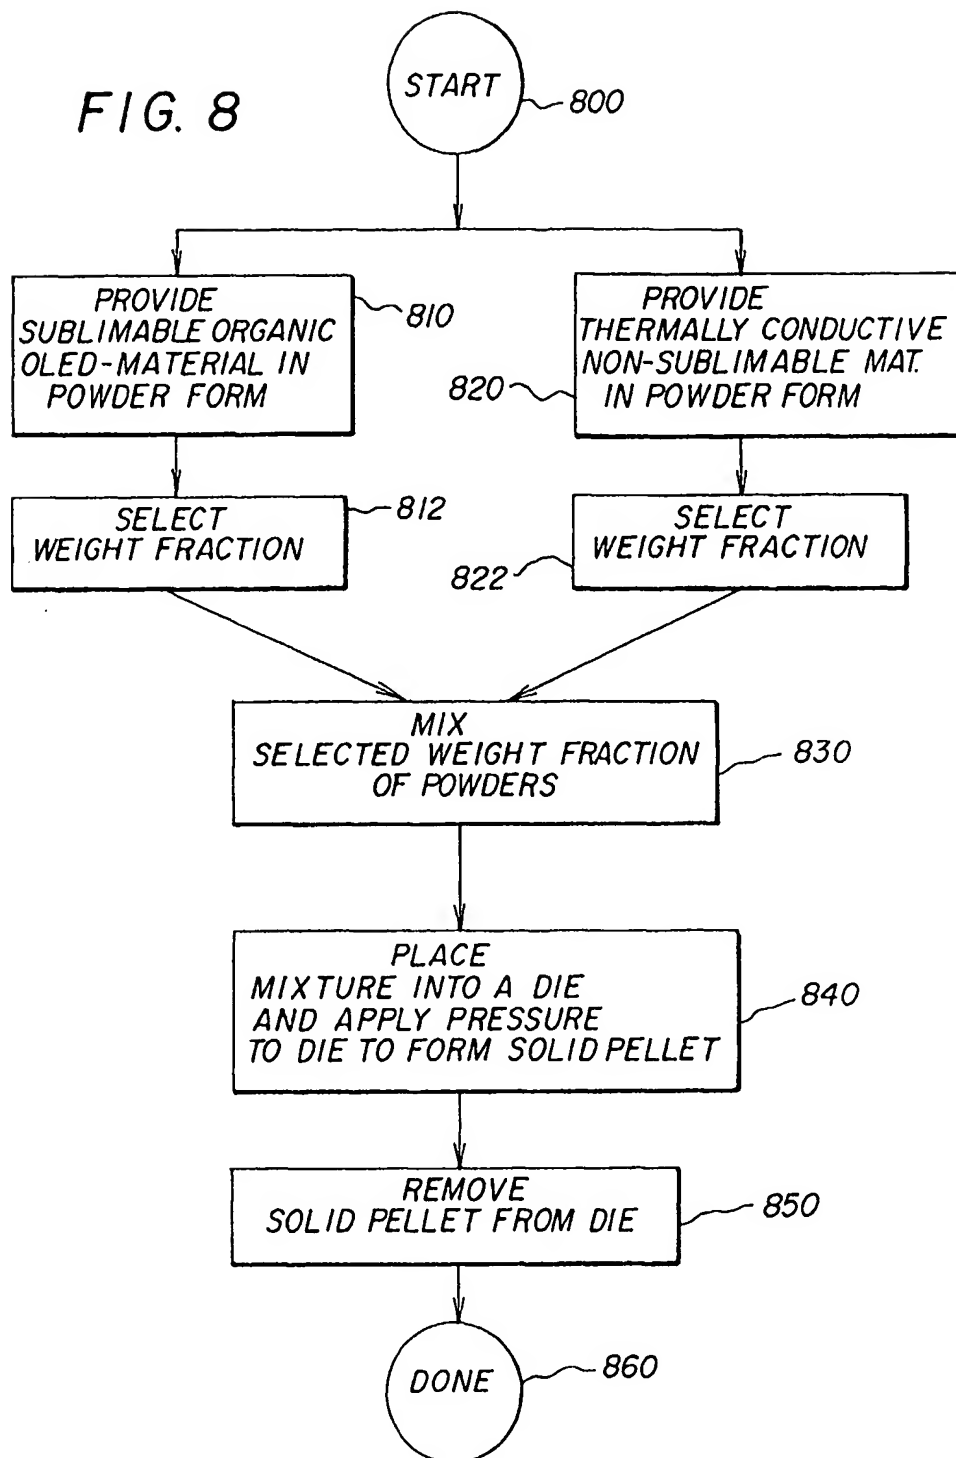 FIG. 8
START
800
PROVIDE
SUBLIMABLE ORGANIC
OLED-MATERIAL IN
POWDER FORM
810
PROVIDE
THERMALLY CONDUCTIVE
NON-SUBLIMABLE MAT.
IN POWDER FORM
820
SELECT
WEIGHT FRACTION
812
SELECT
WEIGHT FRACTION
822
MIX
SELECTED WEIGHT FRACTION
OF POWDERS
830
PLACE
MIXTURE INTO A DIE
AND APPLY PRESSURE
TO DIE TO FORM SOLID PELLET
840
REMOVE
SOLID PELLET FROM DIE
850
DONE
860